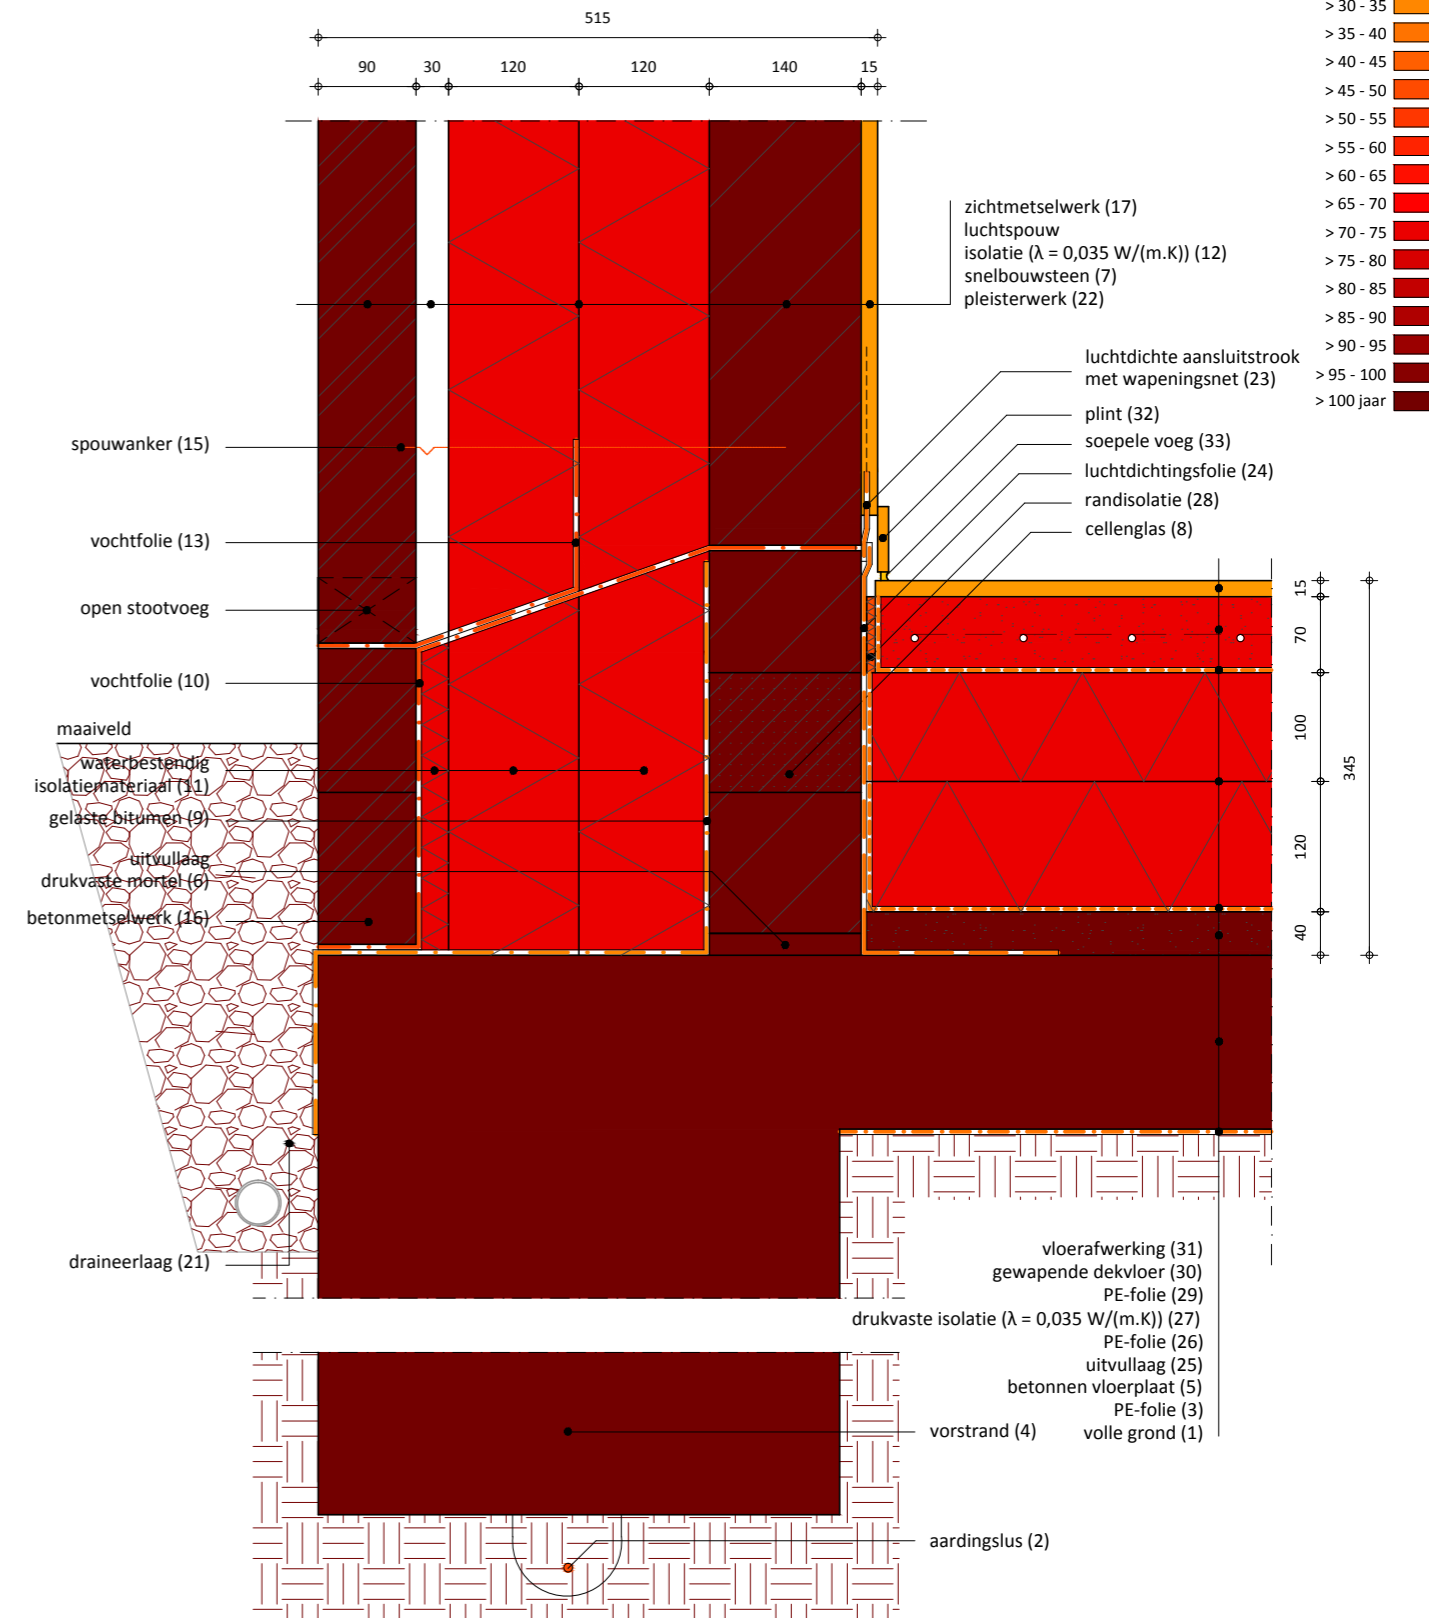 515
90 30 120 120 140 15
> 30 - 35
> 35 - 40
> 40 - 45
> 45 - 50
> 50 - 55
> 55 - 60
> 60 - 65
> 65 - 70
> 70 - 75
> 75 - 80
> 80 - 85
> 85 - 90
> 90 - 95
> 95 - 100
> 100 jaar
zichtmetselwerk (17)
luchtspouw
isolatie (λ = 0,035 W/(m.K)) (12)
snelbouwsteen (7)
pleisterwerk (22)
luchtdichte aansluitstrook
met wapeningsnet (23)
plint (32)
soepele voeg (33)
luchtdichtingsfolie (24)
randisolatie (28)
cellenglas (8)
spouwanker (15)
vochtfolie (13)
open stootvoeg
vochtfolie (10)
maaiveld
waterbestendig
isolatiemateriaal (11)
gelaste bitumen (9)
uitvullaag
drukvaste mortel (6)
betonmetselwerk (16)
draineerlaag (21)
15
70
100
120
40
345
vloerafwerking (31)
gewapende dekvloer (30)
PE-folie (29)
drukvaste isolatie (λ = 0,035 W/(m.K)) (27)
PE-folie (26)
uitvullaag (25)
betonnen vloerplaat (5)
PE-folie (3)
volle grond (1)
vorstrand (4)
aardingslus (2)